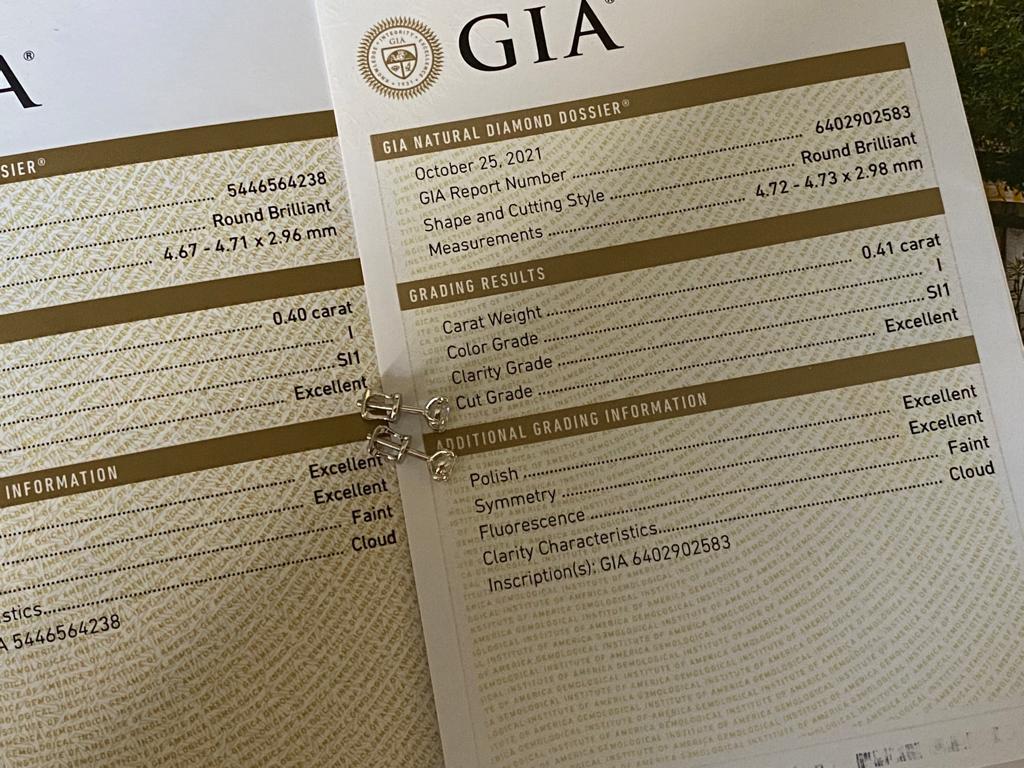 A®
SIER®
5446564238
Round Brilliant
4.67 - 4.71 x 2.96 mm
0.40 carat
I
SI1
Excellent
INFORMATION
Excellent
Excellent
Faint
Cloud
stics
A 5446564238
GIA®
GIA
GIA NATURAL DIAMOND DOSSIER®
October 25, 2021
GIA Report Number 6402902583
Shape and Cutting Style Round Brilliant
Measurements 4.72 - 4.73 x 2.98 mm
GRADING RESULTS
Carat Weight 0.41 carat
Color Grade I
Clarity Grade SI1
Cut Grade Excellent
ADDITIONAL GRADING INFORMATION
Polish Excellent
Symmetry Excellent
Fluorescence Faint
Clarity Characteristics Cloud
Inscription(s): GIA 6402902583